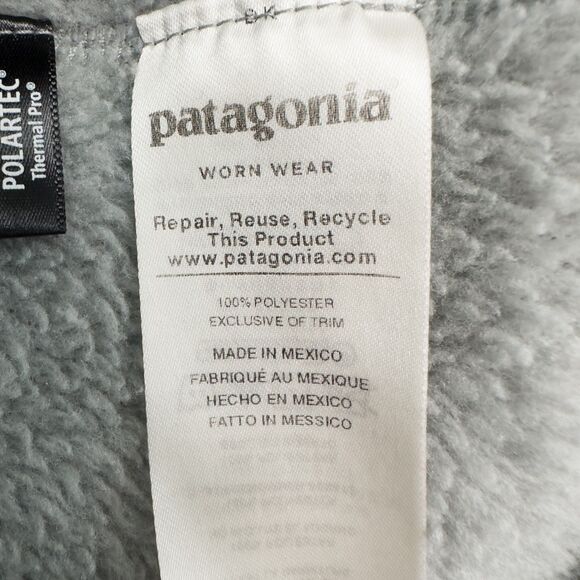 POLARTEC®
Thermal Pro®
patagonia®
WORN WEAR
Repair, Reuse, Recycle
This Product
www.patagonia.com
100% POLYESTER
EXCLUSIVE OF TRIM
MADE IN MEXICO
FABRIQUÉ AU MEXIQUE
HECHO EN MÉXICO
FATTO IN MESSICO